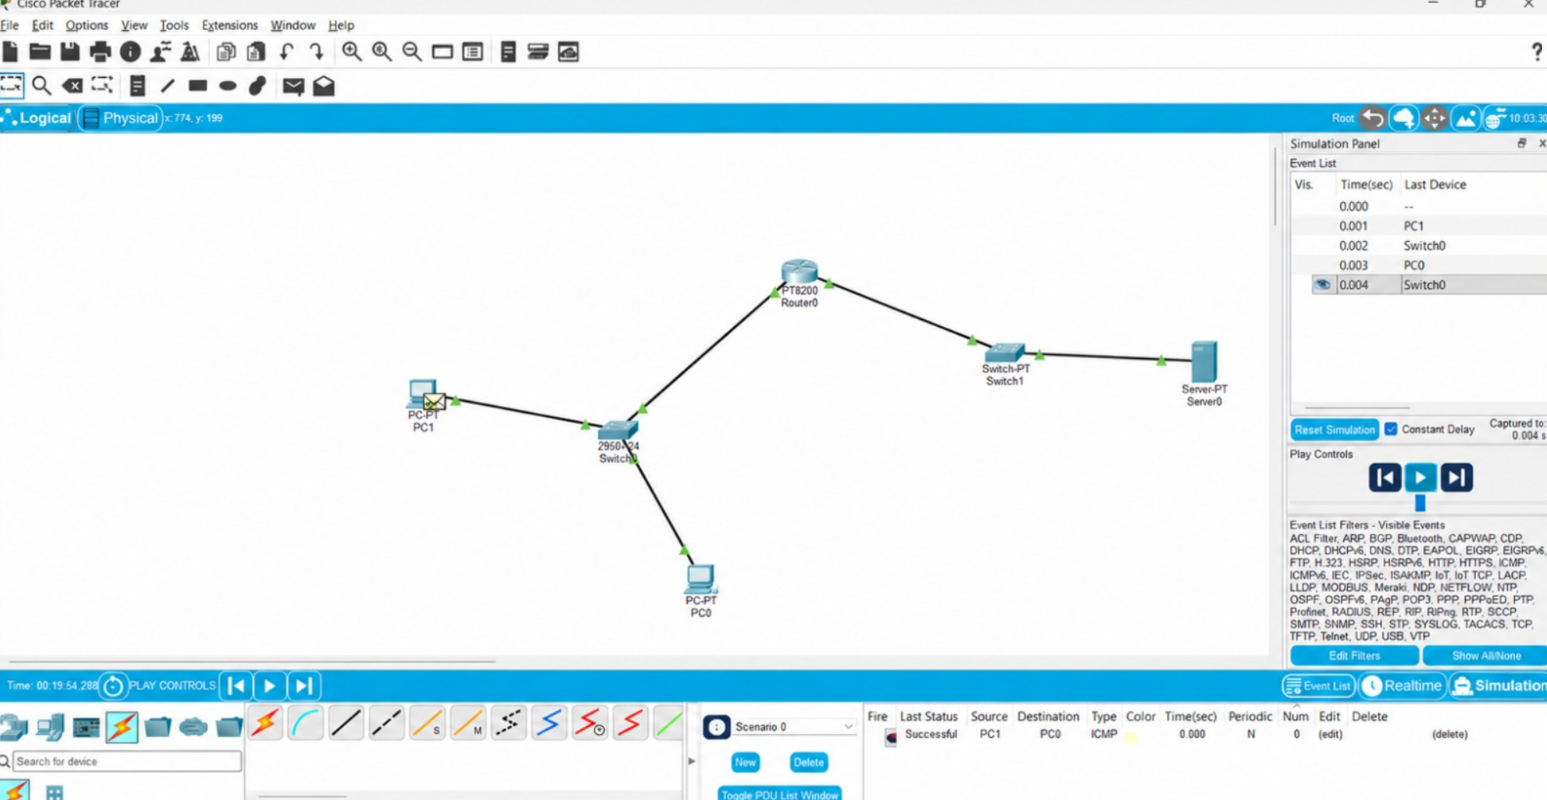 Cisco Packet Tracer
File Edit Options View Tools Extensions Window Help
?
Logical Physical x: 774, y: 199 Root 10:03:30
Simulation Panel
Event List
Vis. Time(sec) Last Device
0.000 --
0.001 PC1
0.002 Switch0
0.003 PC0
0.004 Switch0
PT8200
Router0
Switch-PT
Switch1
Server-PT
Server0
PC-PT
PC1
2950-24
Switch0
PC-PT
PC0
Reset Simulation Constant Delay Captured to:
0.004 s
Play Controls
Event List Filters - Visible Events
ACL Filter, ARP, BGP, Bluetooth, CAPWAP, CDP,
DHCP, DHCPv6, DNS, DTP, EAPOL, EIGRP, EIGRPv6,
FTP, H.323, HSRP, HSRPv6, HTTP, HTTPS, ICMP,
ICMPv6, IEC, IPSec, ISAKMP, IoT, IoT TCP, LACP,
LLDP, MODBUS, Meraki, NDP, NETFLOW, NTP,
OSPF, OSPFv6, PAgP, POP3, PPP, PPPoED, PTP,
Profinet, RADIUS, REP, RIP, RIPng, RTP, SCCP,
SMTP, SNMP, SSH, STP, SYSLOG, TACACS, TCP,
TFTP, Telnet, UDP, USB, VTP
Edit Filters Show All/None
Time: 00:19:54.288 PLAY CONTROLS Event List Realtime Simulation
S M
Search for device
Scenario 0
New Delete
Toggle PDU List Window
Fire Last Status Source Destination Type Color Time(sec) Periodic Num Edit Delete
Successful PC1 PC0 ICMP 0.000 N 0 (edit) (delete)